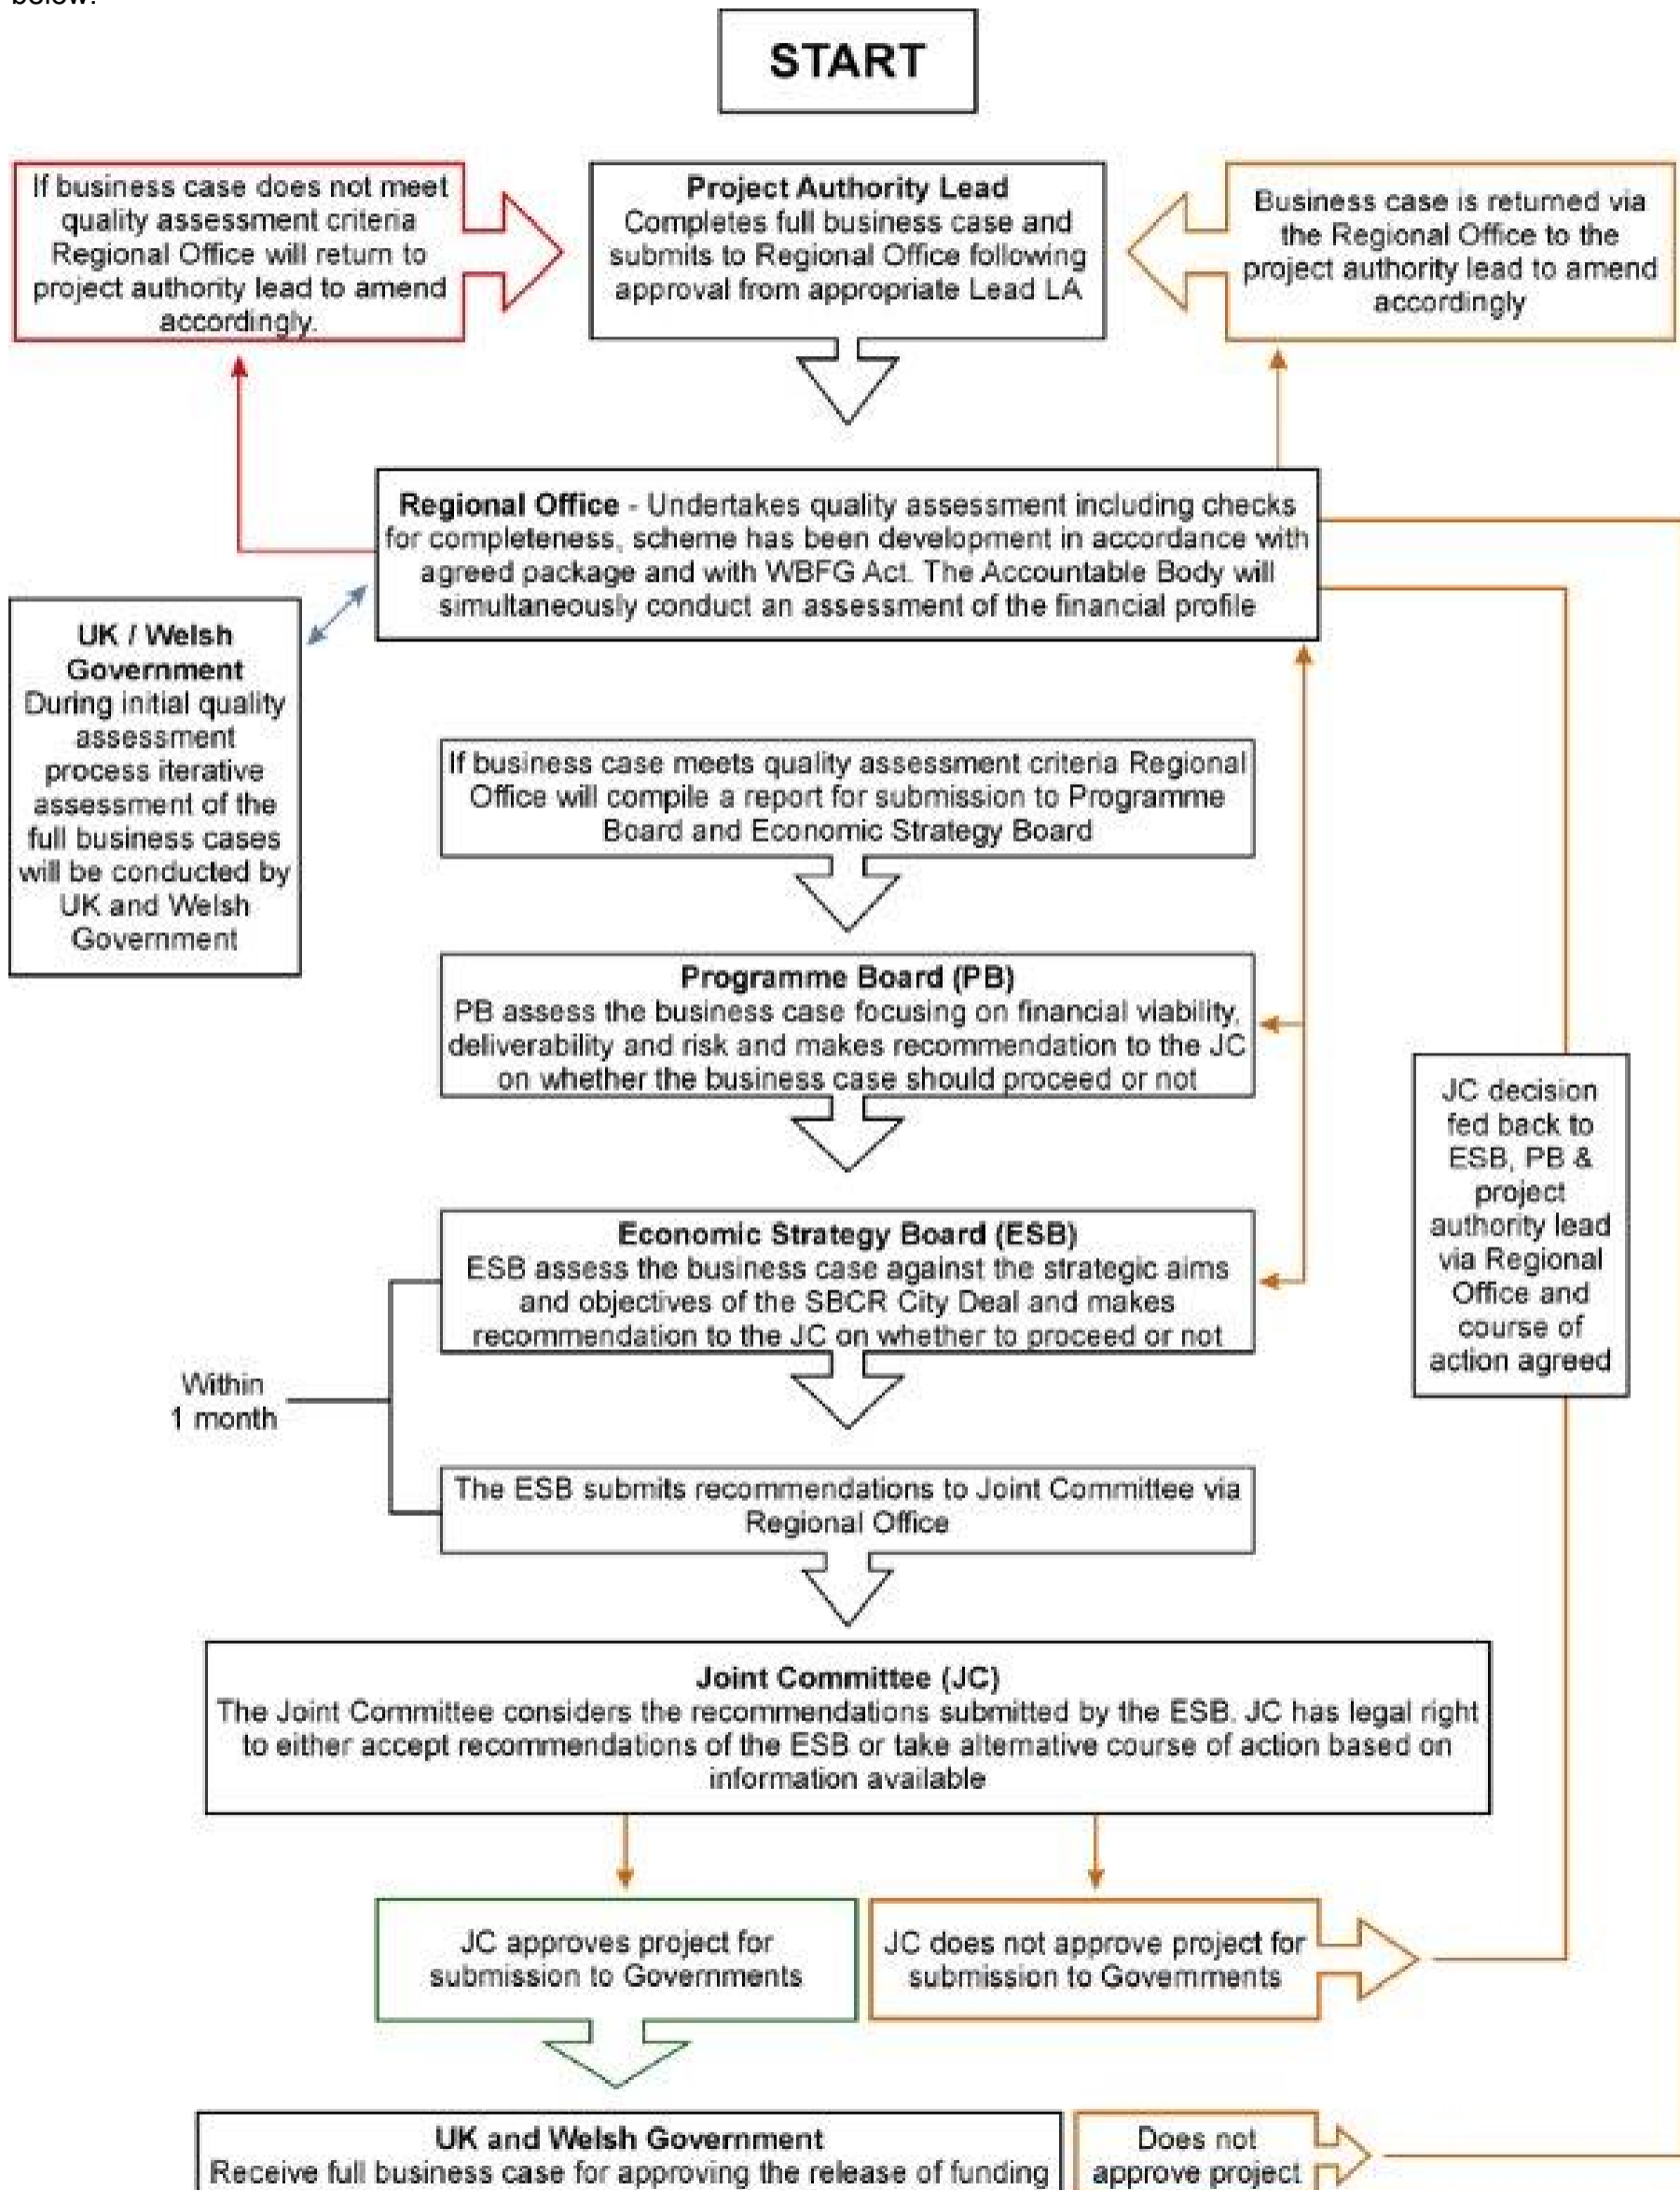 below:
START
If business case does not meet
quality assessment criteria
Regional Office will return to
project authority lead to amend
accordingly.
Project Authority Lead
Completes full business case and
submits to Regional Office following
approval from appropriate Lead LA
Business case is returned via
the Regional Office to the
project authority lead to amend
accordingly
Regional Office - Undertakes quality assessment including checks
for completeness, scheme has been development in accordance with
agreed package and with WBFG Act. The Accountable Body will
simultaneously conduct an assessment of the financial profile
UK / Welsh
Government
During initial quality
assessment
process iterative
assessment of the
full business cases
will be conducted by
UK and Welsh
Government
If business case meets quality assessment criteria Regional
Office will compile a report for submission to Programme
Board and Economic Strategy Board
Programme Board (PB)
PB assess the business case focusing on financial viability,
deliverability and risk and makes recommendation to the JC
on whether the business case should proceed or not
JC decision
fed back to
ESB, PB &
project
authority lead
via Regional
Office and
course of
action agreed
Economic Strategy Board (ESB)
ESB assess the business case against the strategic aims
and objectives of the SBCR City Deal and makes
recommendation to the JC on whether to proceed or not
Within
1 month
The ESB submits recommendations to Joint Committee via
Regional Office
Joint Committee (JC)
The Joint Committee considers the recommendations submitted by the ESB. JC has legal right
to either accept recommendations of the ESB or take alternative course of action based on
information available
JC approves project for
submission to Governments
JC does not approve project for
submission to Governments
UK and Welsh Government
Receive full business case for approving the release of funding
Does not
approve project